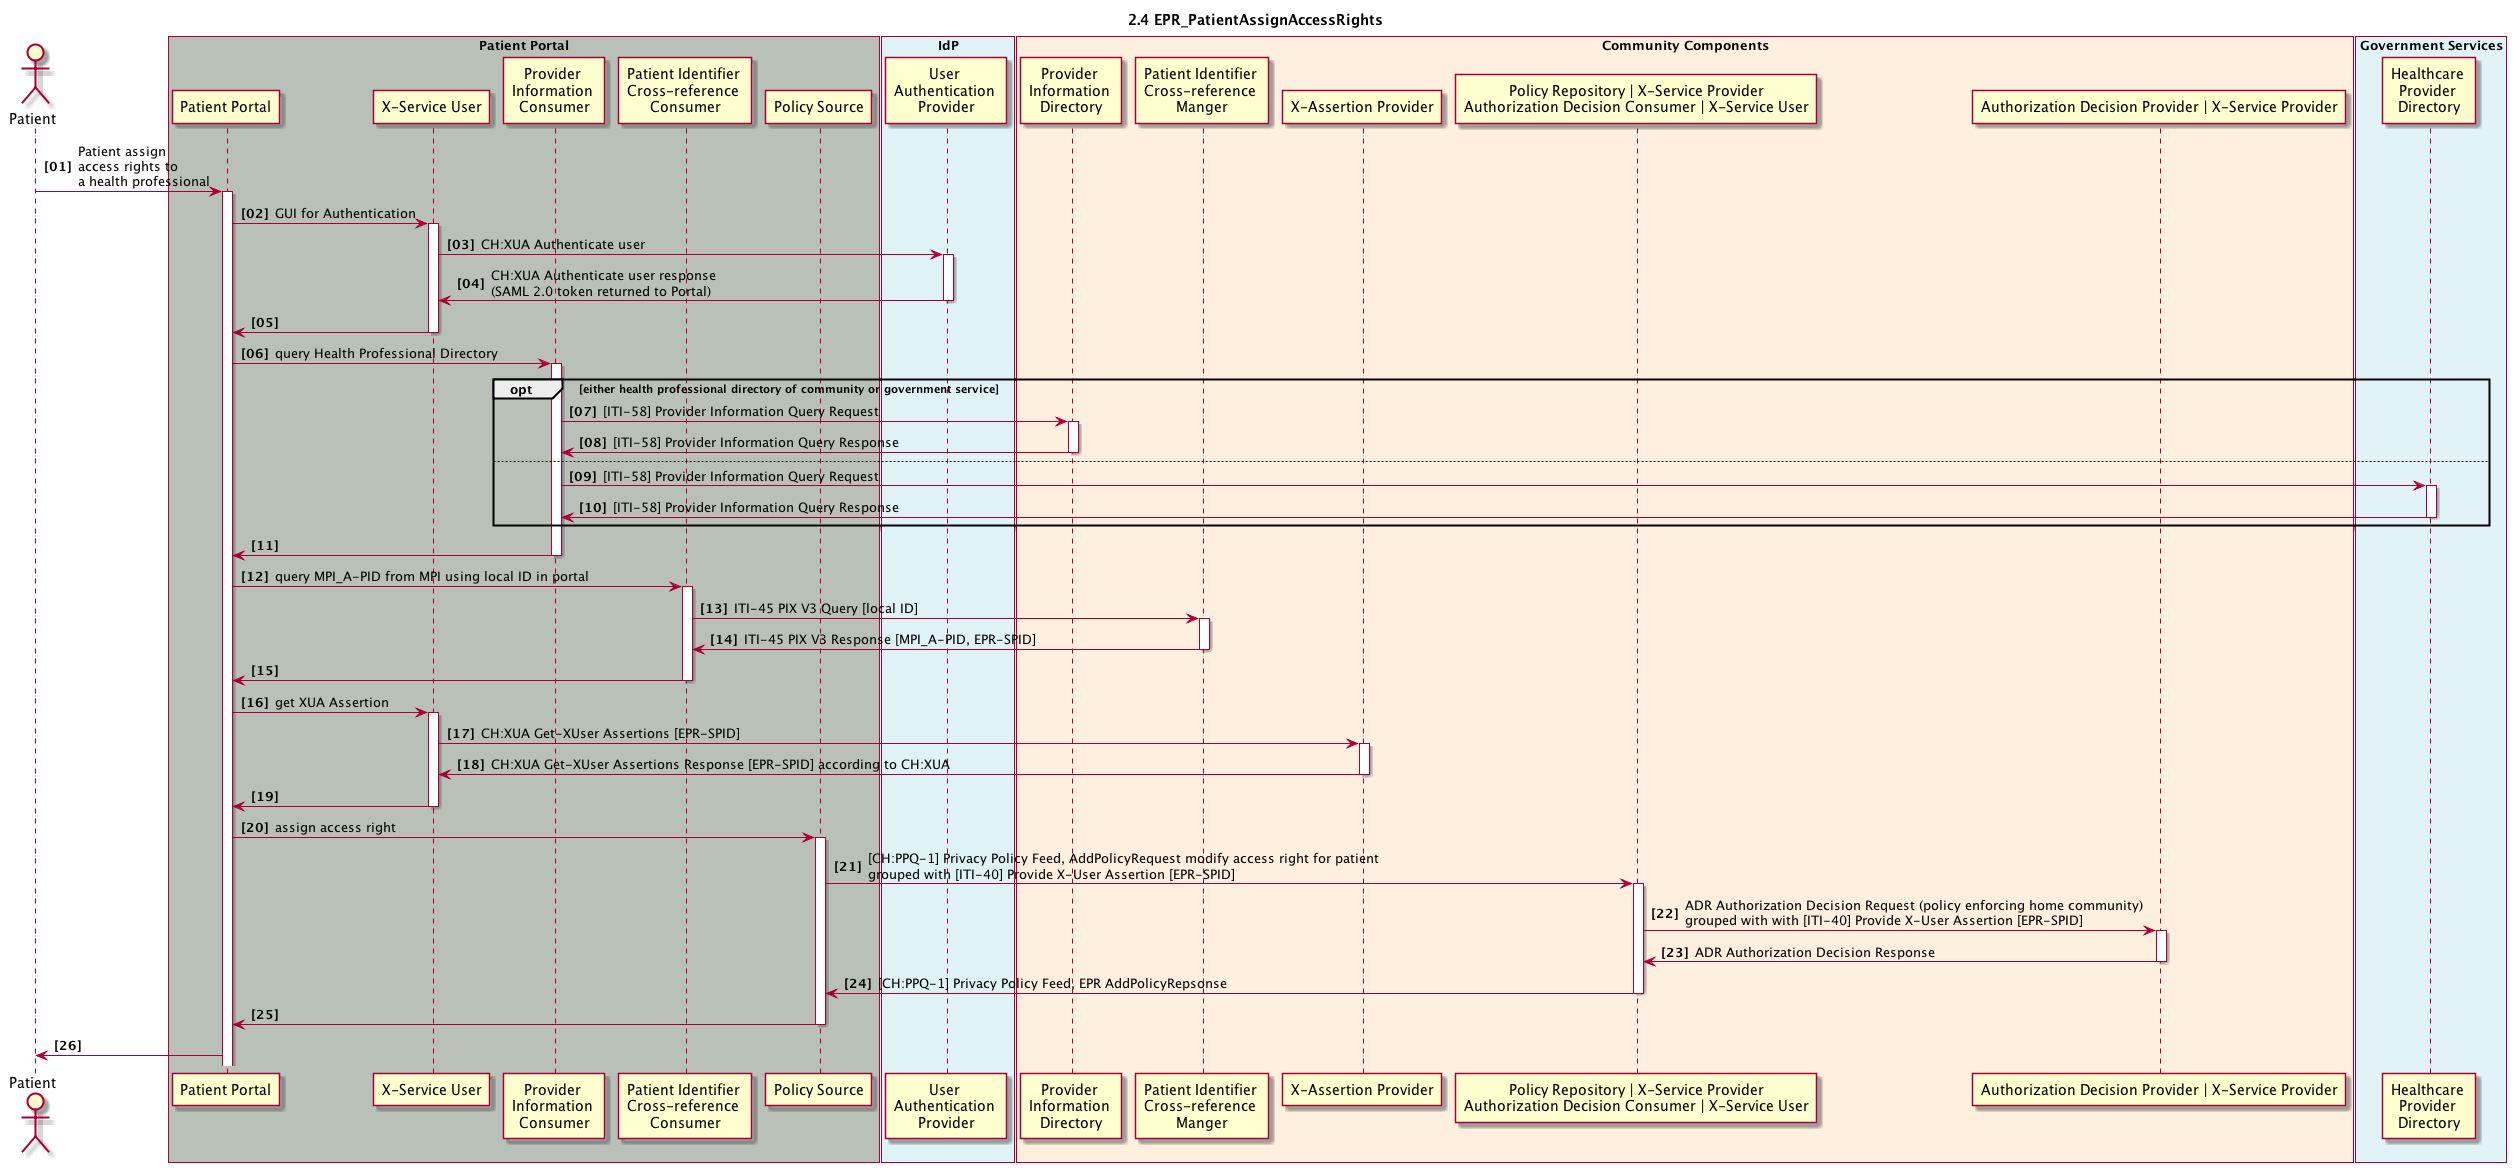 2.4 EPR_PatientAssignAccessRights
Patient Portal
IdP
Community Components
Government Services
Patient
Patient Portal
X-Service User
Provider
Information
Consumer
Patient Identifier
Cross-reference
Consumer
Policy Source
User
Authentication
Provider
Provider
Information
Directory
Patient Identifier
Cross-reference
Manger
X-Assertion Provider
Policy Repository | X-Service Provider
Authorization Decision Consumer | X-Service User
Authorization Decision Provider | X-Service Provider
Healthcare
Provider
Directory
[01] Patient assign
access rights to
a health professional
[02] GUI for Authentication
[03] CH:XUA Authenticate user
[04] CH:XUA Authenticate user response
(SAML 2.0 token returned to Portal)
[05]
[06] query Health Professional Directory
opt [either health professional directory of community or government service]
[07] [ITI-58] Provider Information Query Request
[08] [ITI-58] Provider Information Query Response
[09] [ITI-58] Provider Information Query Request
[10] [ITI-58] Provider Information Query Response
[11]
[12] query MPI_A-PID from MPI using local ID in portal
[13] ITI-45 PIX V3 Query [local ID]
[14] ITI-45 PIX V3 Response [MPI_A-PID, EPR-SPID]
[15]
[16] get XUA Assertion
[17] CH:XUA Get-XUser Assertions [EPR-SPID]
[18] CH:XUA Get-XUser Assertions Response [EPR-SPID] according to CH:XUA
[19]
[20] assign access right
[21] [CH:PPQ-1] Privacy Policy Feed, AddPolicyRequest modify access right for patient
grouped with [ITI-40] Provide X-User Assertion [EPR-SPID]
[22] ADR Authorization Decision Request (policy enforcing home community)
grouped with with [ITI-40] Provide X-User Assertion [EPR-SPID]
[23] ADR Authorization Decision Response
[24] [CH:PPQ-1] Privacy Policy Feed, EPR AddPolicyRepsonse
[25]
[26]
Patient
Patient Portal
X-Service User
Provider
Information
Consumer
Patient Identifier
Cross-reference
Consumer
Policy Source
User
Authentication
Provider
Provider
Information
Directory
Patient Identifier
Cross-reference
Manger
X-Assertion Provider
Policy Repository | X-Service Provider
Authorization Decision Consumer | X-Service User
Authorization Decision Provider | X-Service Provider
Healthcare
Provider
Directory